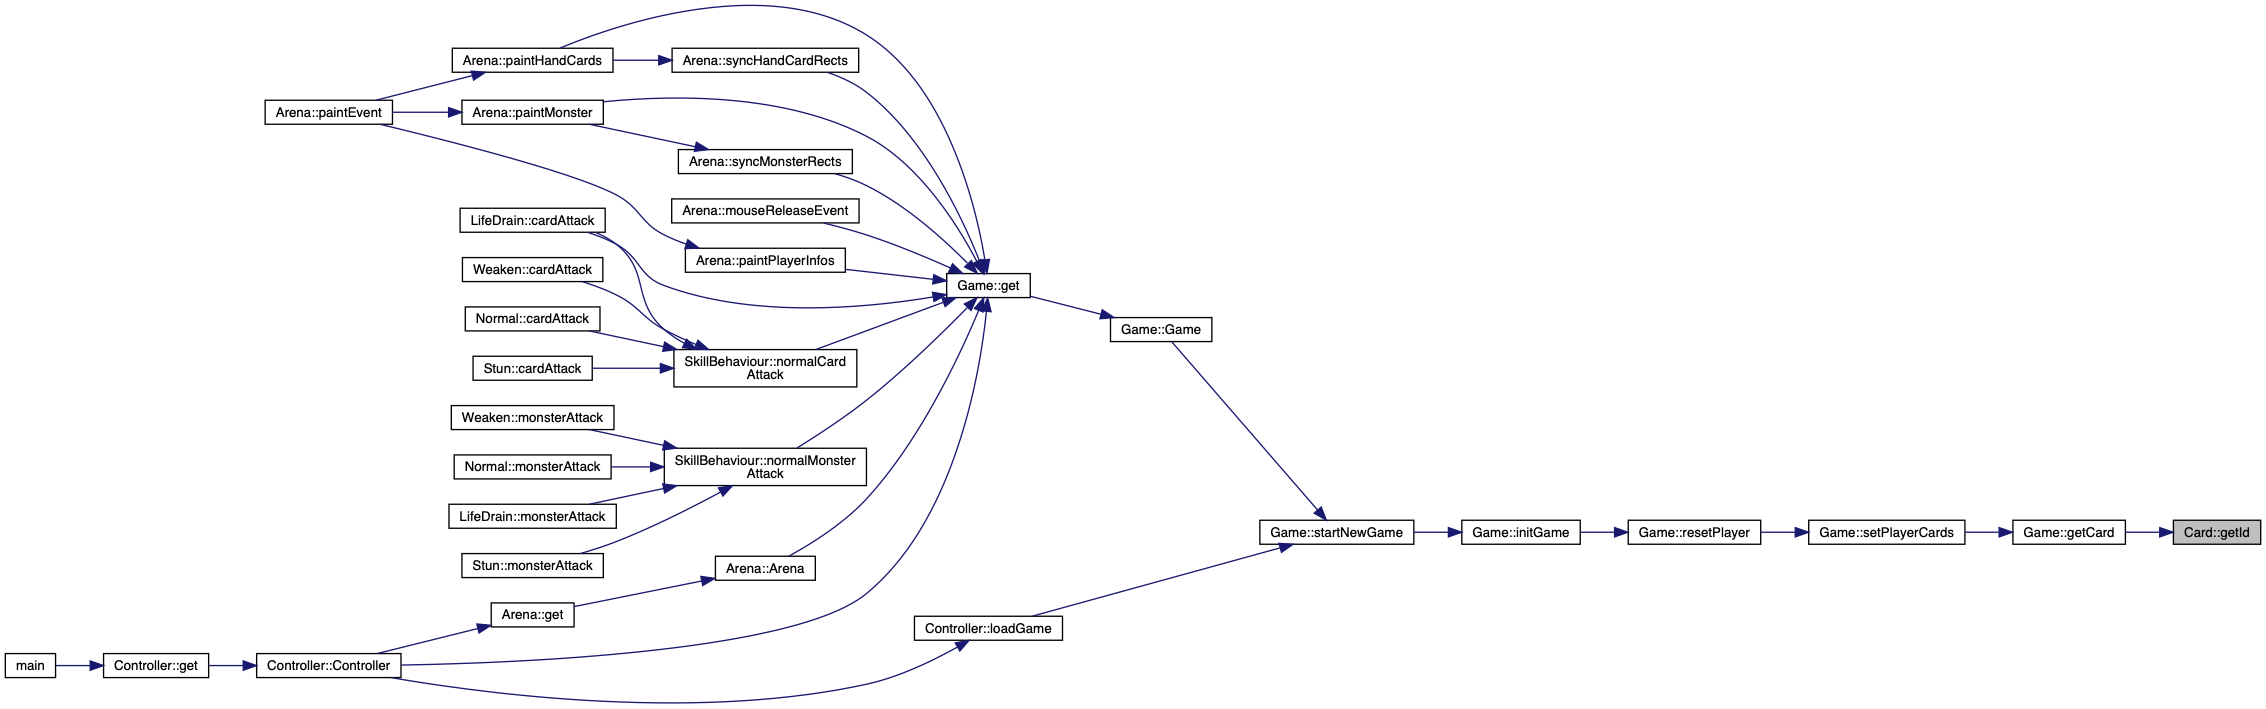 Arena::paintHandCards
Arena::syncHandCardRects
Arena::paintEvent
Arena::paintMonster
Arena::syncMonsterRects
Arena::mouseReleaseEvent
LifeDrain::cardAttack
Arena::paintPlayerInfos
Weaken::cardAttack
Game::get
Normal::cardAttack
Game::Game
SkillBehaviour::normalCard
Attack
Stun::cardAttack
Weaken::monsterAttack
SkillBehaviour::normalMonster
Attack
Normal::monsterAttack
LifeDrain::monsterAttack
Game::startNewGame
Game::initGame
Game::resetPlayer
Game::setPlayerCards
Game::getCard
Card::getId
Stun::monsterAttack
Arena::Arena
Arena::get
Controller::loadGame
main
Controller::get
Controller::Controller